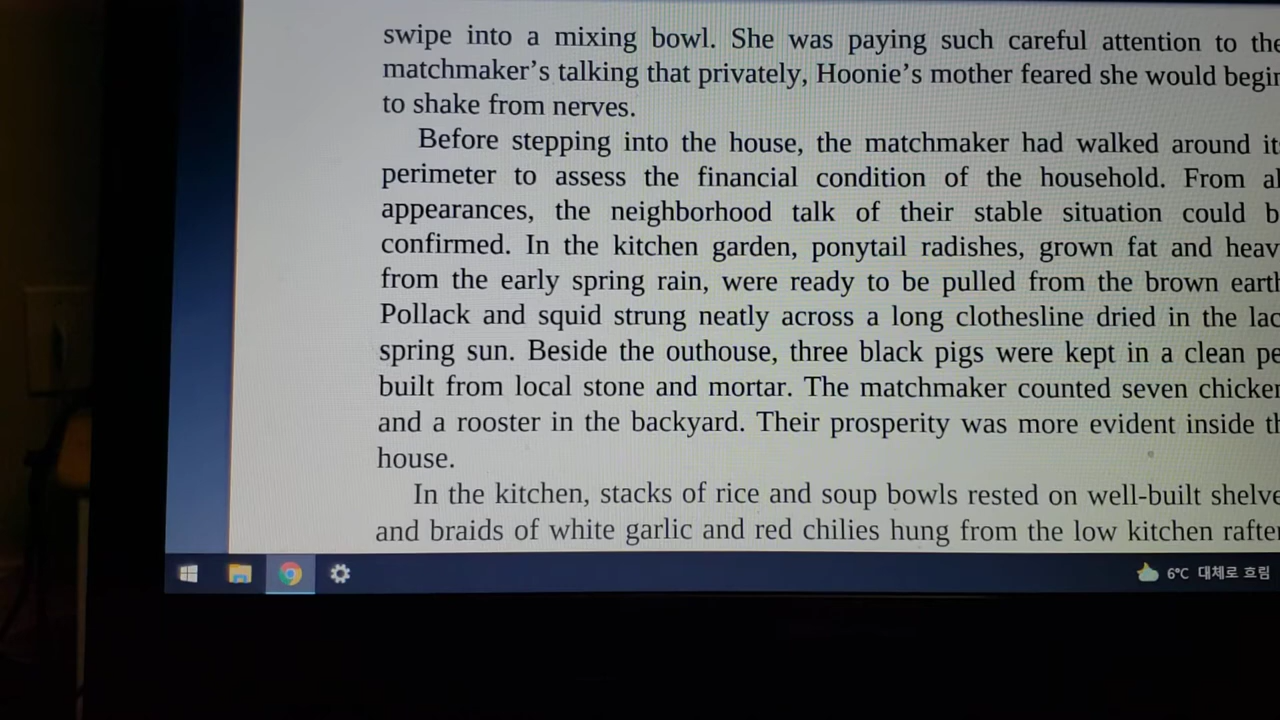 swipe into a mixing bowl. She was paying such careful attention to the
matchmaker's talking that privately, Hoonie's mother feared she would begin
to shake from nerves.
Before stepping into the house, the matchmaker had walked around its
perimeter to assess the financial condition of the household. From al
appearances, the neighborhood talk of their stable situation could b
confirmed. In the kitchen garden, ponytail radishes, grown fat and heav
from the early spring rain, were ready to be pulled from the brown earth
Pollack and squid strung neatly across a long clothesline dried in the lac
spring sun. Beside the outhouse, three black pigs were kept in a clean pe
built from local stone and mortar. The matchmaker counted seven chicken
and a rooster in the backyard. Their prosperity was more evident inside th
house.
In the kitchen, stacks of rice and soup bowls rested on well-built shelve
and braids of white garlic and red chilies hung from the low kitchen rafter
6°C 대체로 흐림